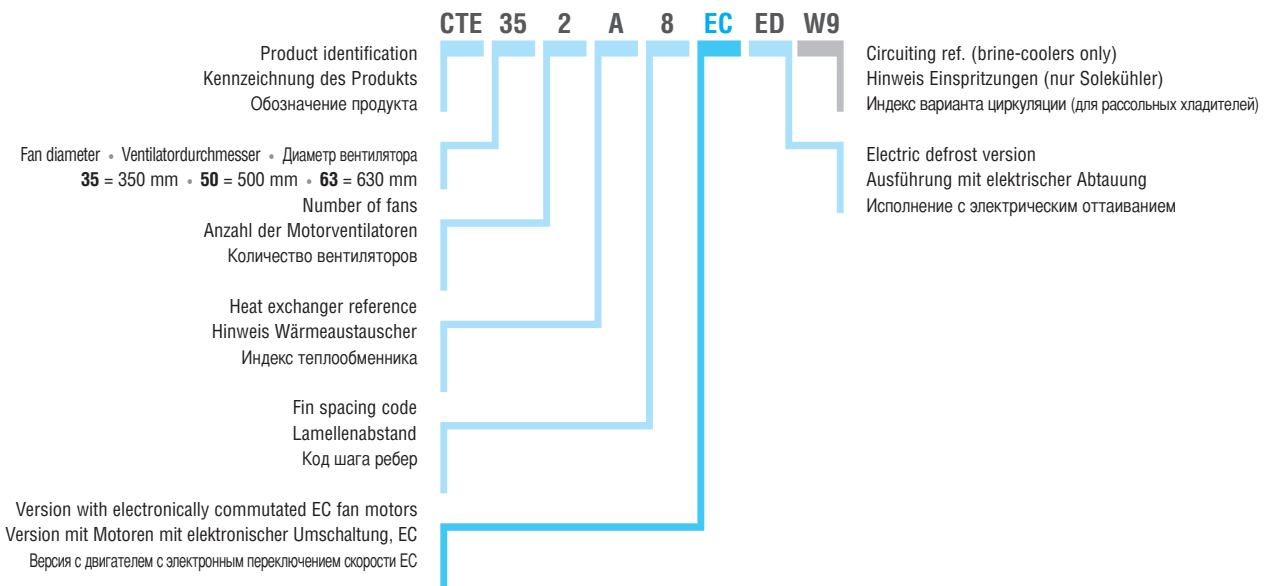 CTE 35 2 A 8 EC ED W9
Product identification
Kennzeichnung des Produkts
Обозначение продукта
Fan diameter • Ventilatordurchmesser • Диаметр вентилятора
35 = 350 mm • 50 = 500 mm • 63 = 630 mm
Number of fans
Anzahl der Motorventilatoren
Количество вентиляторов
Heat exchanger reference
Hinweis Wärmeaustauscher
Индекс теплообменника
Fin spacing code
Lamellenabstand
Код шага ребер
Version with electronically commutated EC fan motors
Version mit Motoren mit elektronischer Umschaltung, EC
Версия с двигателем с электронным переключением скорости EC
Circuiting ref. (brine-coolers only)
Hinweis Einspritzungen (nur Solekühler)
Индекс варианта циркуляции (для рассольных хладителей)
Electric defrost version
Ausführung mit elektrischer Abtauung
Исполнение с электрическим оттаиванием